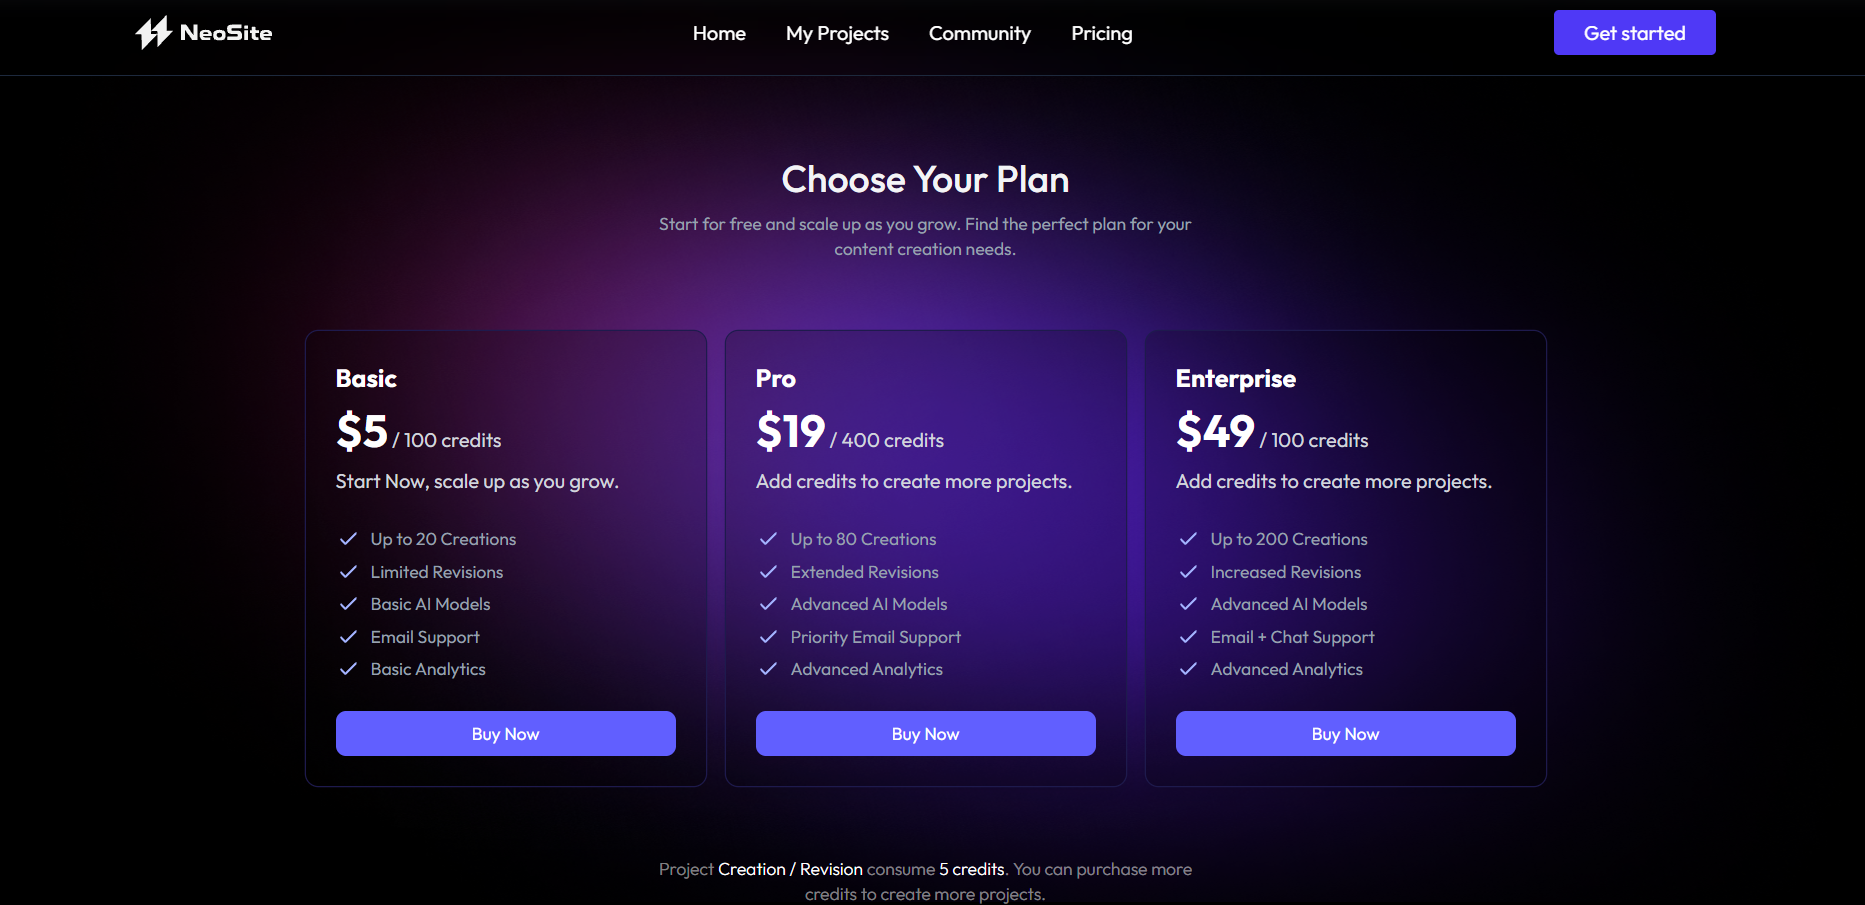 NeoSite
Home
My Projects
Community
Pricing
Get started
Choose Your Plan
Start for free and scale up as you grow. Find the perfect plan for your
content creation needs.
Basic
$5 / 100 credits
Start Now, scale up as you grow.
Up to 20 Creations
Limited Revisions
Basic AI Models
Email Support
Basic Analytics
Buy Now
Pro
$19 / 400 credits
Add credits to create more projects.
Up to 80 Creations
Extended Revisions
Advanced AI Models
Priority Email Support
Advanced Analytics
Buy Now
Enterprise
$49 / 100 credits
Add credits to create more projects.
Up to 200 Creations
Increased Revisions
Advanced AI Models
Email + Chat Support
Advanced Analytics
Buy Now
Project Creation / Revision consume 5 credits. You can purchase more
credits to create more projects.